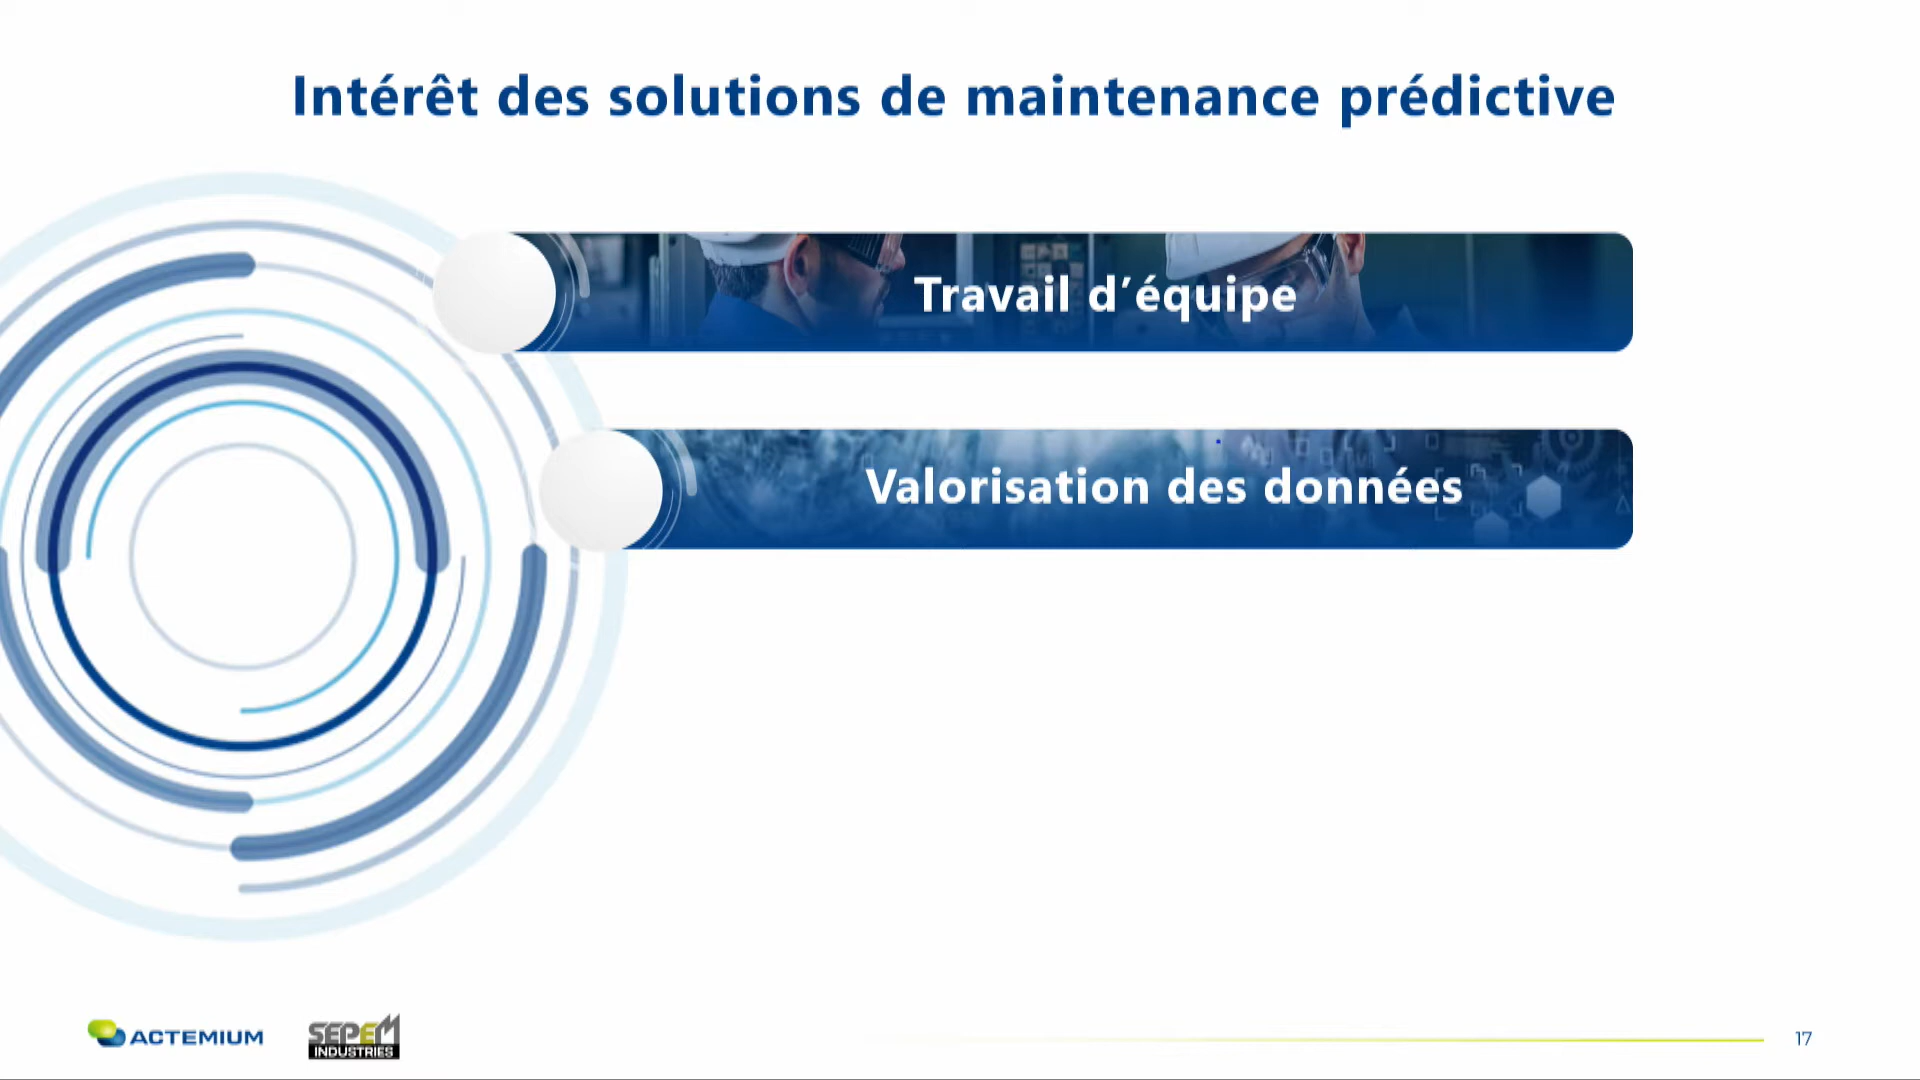 Intérêt des solutions de maintenance prédictive
Travail d'équipe
Valorisation des données
ACTEMIUM
SEPEM
INDUSTRIES
17